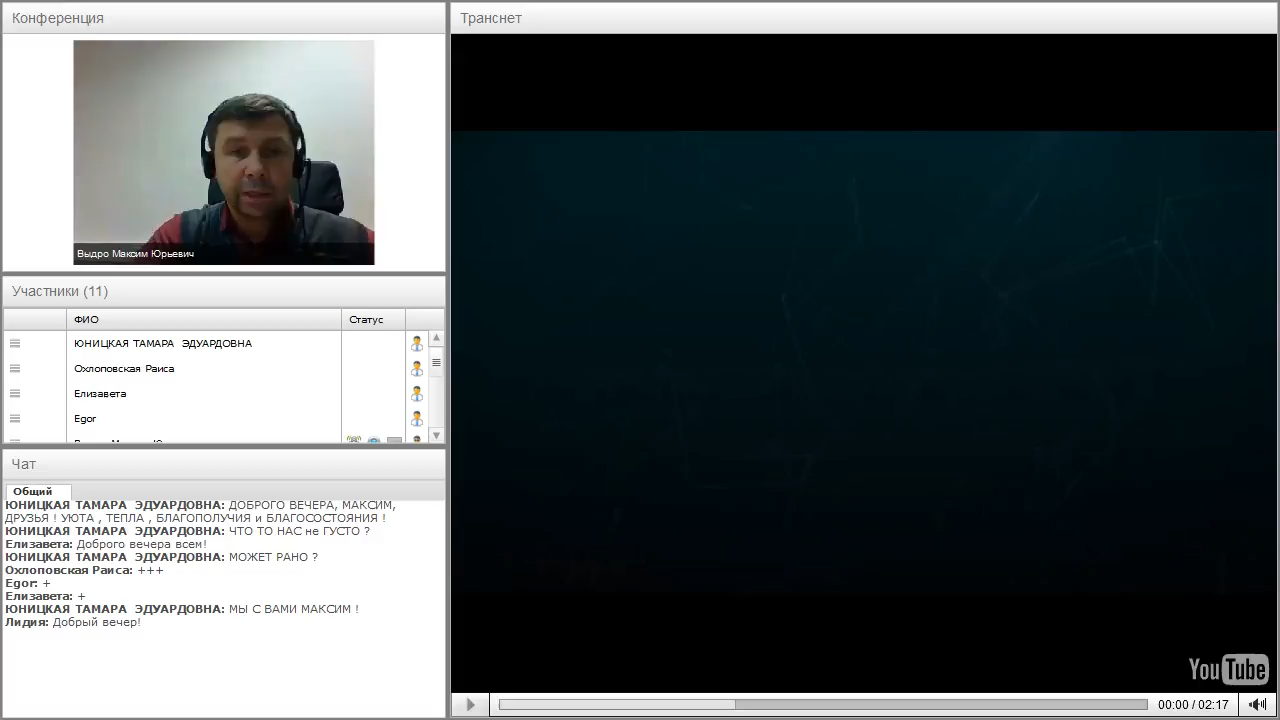 Конференция
Выдро Максим Юрьевич
Участники (11)
ФИО
Статус
ЮНИЦКАЯ ТАМАРА ЭДУАРДОВНА
Охлоповская Раиса
Елизавета
Egor
Чат
Общий
ЮНИЦКАЯ ТАМАРА ЭДУАРДОВНА: ДОБРОГО ВЕЧЕРА, МАКСИМ,
ДРУЗЬЯ ! УЮТА , ТЕПЛА , БЛАГОПОЛУЧИЯ и БЛАГОСОСТОЯНИЯ !
ЮНИЦКАЯ ТАМАРА ЭДУАРДОВНА: ЧТО ТО НАС не ГУСТО ?
Елизавета: Доброго вечера всем!
ЮНИЦКАЯ ТАМАРА ЭДУАРДОВНА: МОЖЕТ РАНО ?
Охлоповская Раиса: +++
Egor: +
Елизавета: +
ЮНИЦКАЯ ТАМАРА ЭДУАРДОВНА: МЫ С ВАМИ МАКСИМ !
Лидия: Добрый вечер!
Транснет
YouTube
00:00 / 02:17